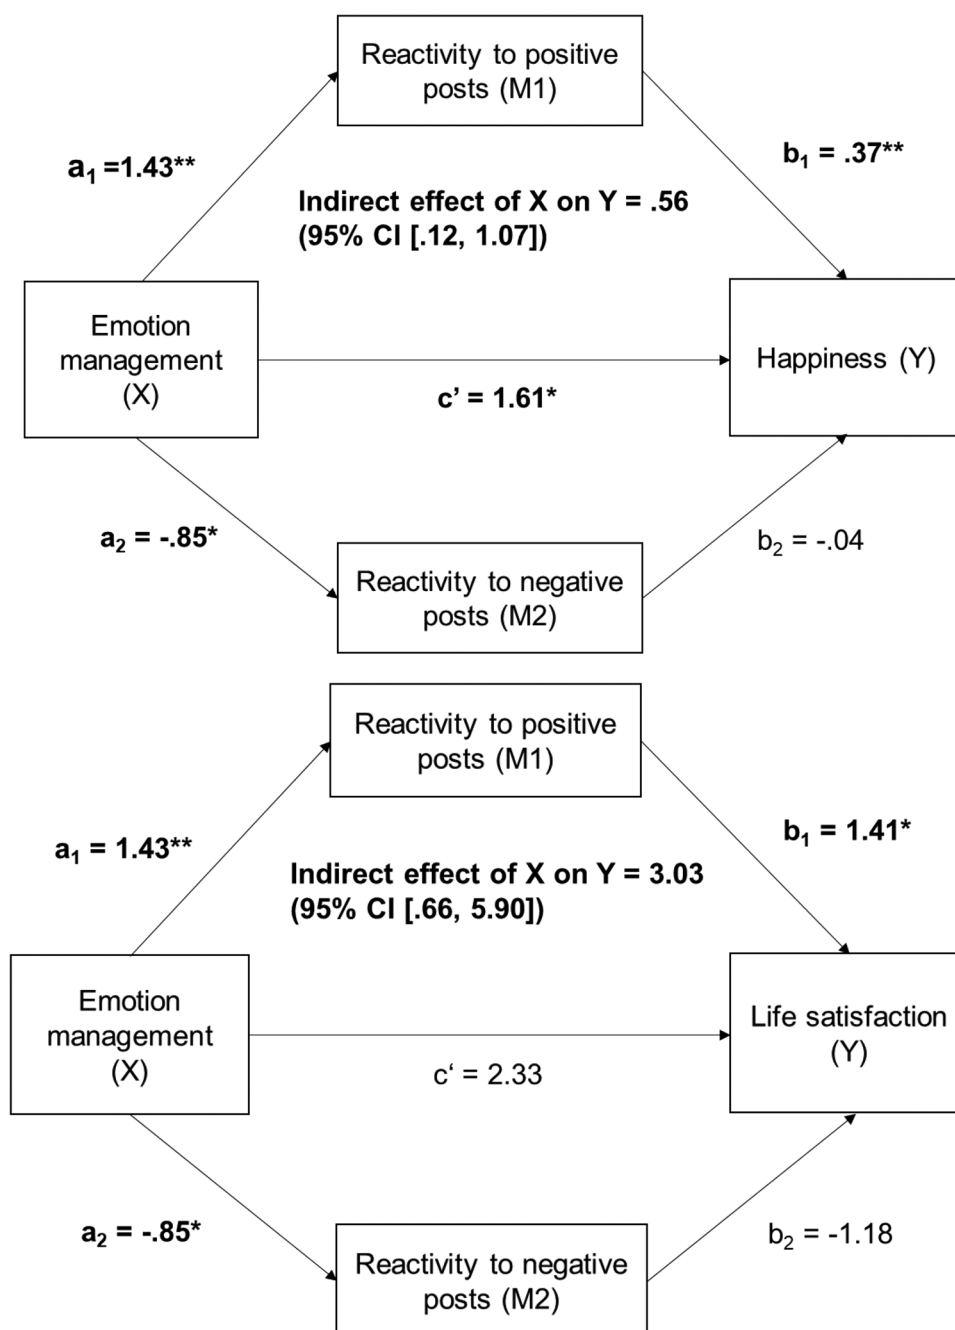 Reactivity to positive
posts (M1)
a₁ =1.43**
b₁ = .37**
Indirect effect of X on Y = .56
(95% CI [.12, 1.07])
Emotion
management
(X)
Happiness (Y)
c’ = 1.61*
a₂ = -.85*
b₂ = -.04
Reactivity to negative
posts (M2)
Reactivity to positive
posts (M1)
a₁ = 1.43**
b₁ = 1.41*
Indirect effect of X on Y = 3.03
(95% CI [.66, 5.90])
Emotion
management
(X)
Life satisfaction
(Y)
c‘ = 2.33
a₂ = -.85*
b₂ = -1.18
Reactivity to negative
posts (M2)